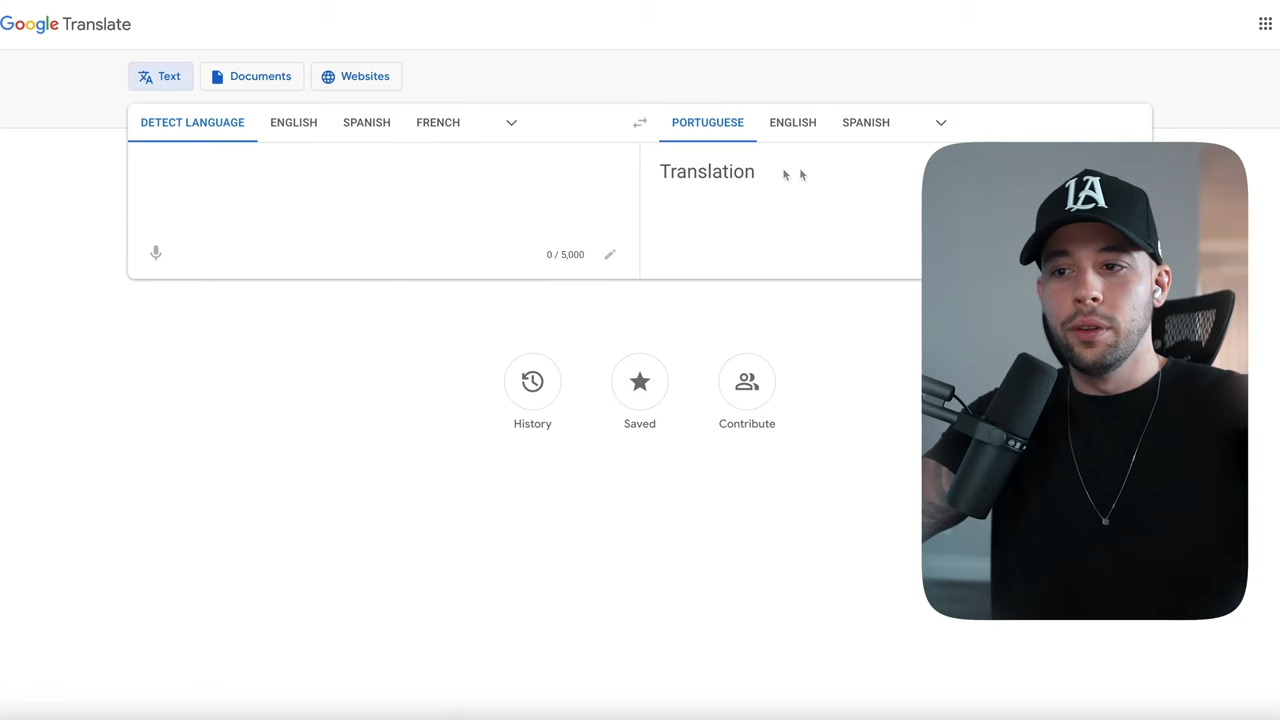 Google Translate
Text
Documents
Websites
DETECT LANGUAGE
ENGLISH
SPANISH
FRENCH
PORTUGUESE
ENGLISH
SPANISH
Translation
0 / 5,000
LA
History
Saved
Contribute